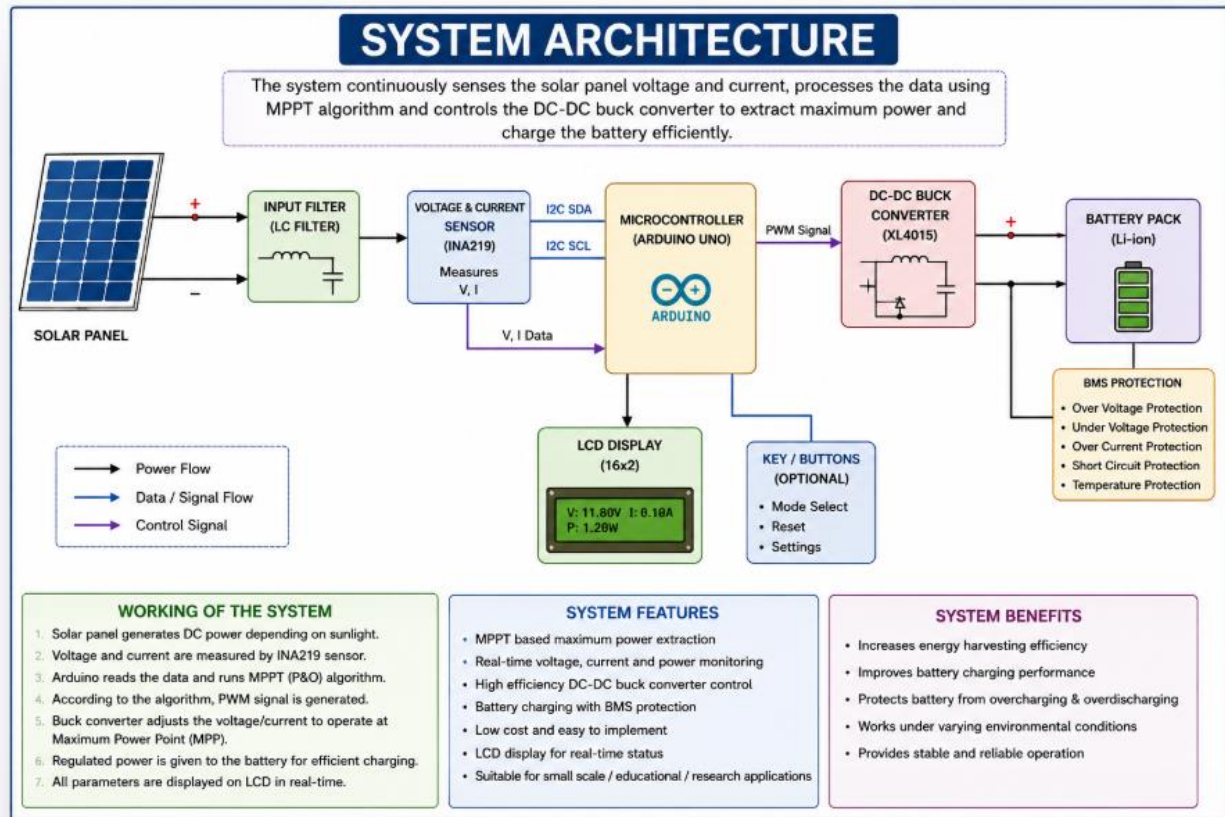 SYSTEM ARCHITECTURE
The system continuously senses the solar panel voltage and current, processes the data using
MPPT algorithm and controls the DC-DC buck converter to extract maximum power and
charge the battery efficiently.
+
−
SOLAR PANEL
INPUT FILTER
(LC FILTER)
VOLTAGE & CURRENT
SENSOR
(INA219)
Measures
V, I
I2C SDA
I2C SCL
V, I Data
MICROCONTROLLER
(ARDUINO UNO)
ARDUINO
PWM Signal
DC-DC BUCK
CONVERTER
(XL4015)
+
BATTERY PACK
(Li-ion)
BMS PROTECTION
• Over Voltage Protection
• Under Voltage Protection
• Over Current Protection
• Short Circuit Protection
• Temperature Protection
LCD DISPLAY
(16x2)
V: 11.80V I:0.10A
P: 1.20W
KEY / BUTTONS
(OPTIONAL)
• Mode Select
• Reset
• Settings
Power Flow
Data / Signal Flow
Control Signal
WORKING OF THE SYSTEM
1. Solar panel generates DC power depending on sunlight.
2. Voltage and current are measured by INA219 sensor.
3. Arduino reads the data and runs MPPT (P&O) algorithm.
4. According to the algorithm, PWM signal is generated.
5. Buck converter adjusts the voltage/current to operate at
Maximum Power Point (MPP).
6. Regulated power is given to the battery for efficient charging.
7. All parameters are displayed on LCD in real-time.
SYSTEM FEATURES
• MPPT based maximum power extraction
• Real-time voltage, current and power monitoring
• High efficiency DC-DC buck converter control
• Battery charging with BMS protection
• Low cost and easy to implement
• LCD display for real-time status
• Suitable for small scale / educational / research applications
SYSTEM BENEFITS
• Increases energy harvesting efficiency
• Improves battery charging performance
• Protects battery from overcharging & overdischarging
• Works under varying environmental conditions
• Provides stable and reliable operation